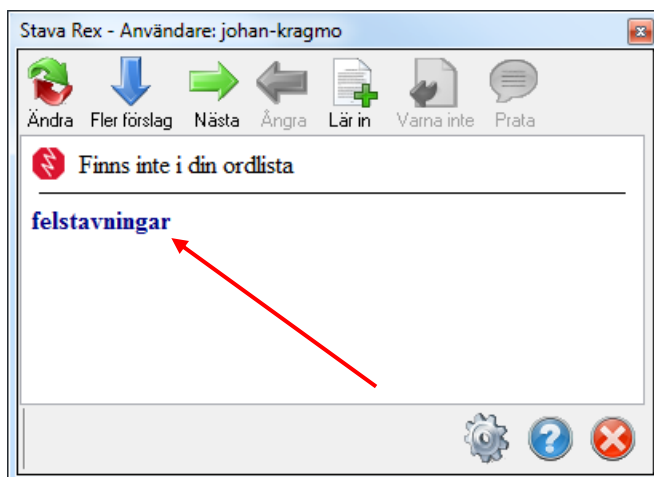 Stava Rex - Användare: johan-kragmo
Ändra Fler förslag Nästa Ångra Lär in Varna inte Prata
Finns inte i din ordlista
felstavningar
?